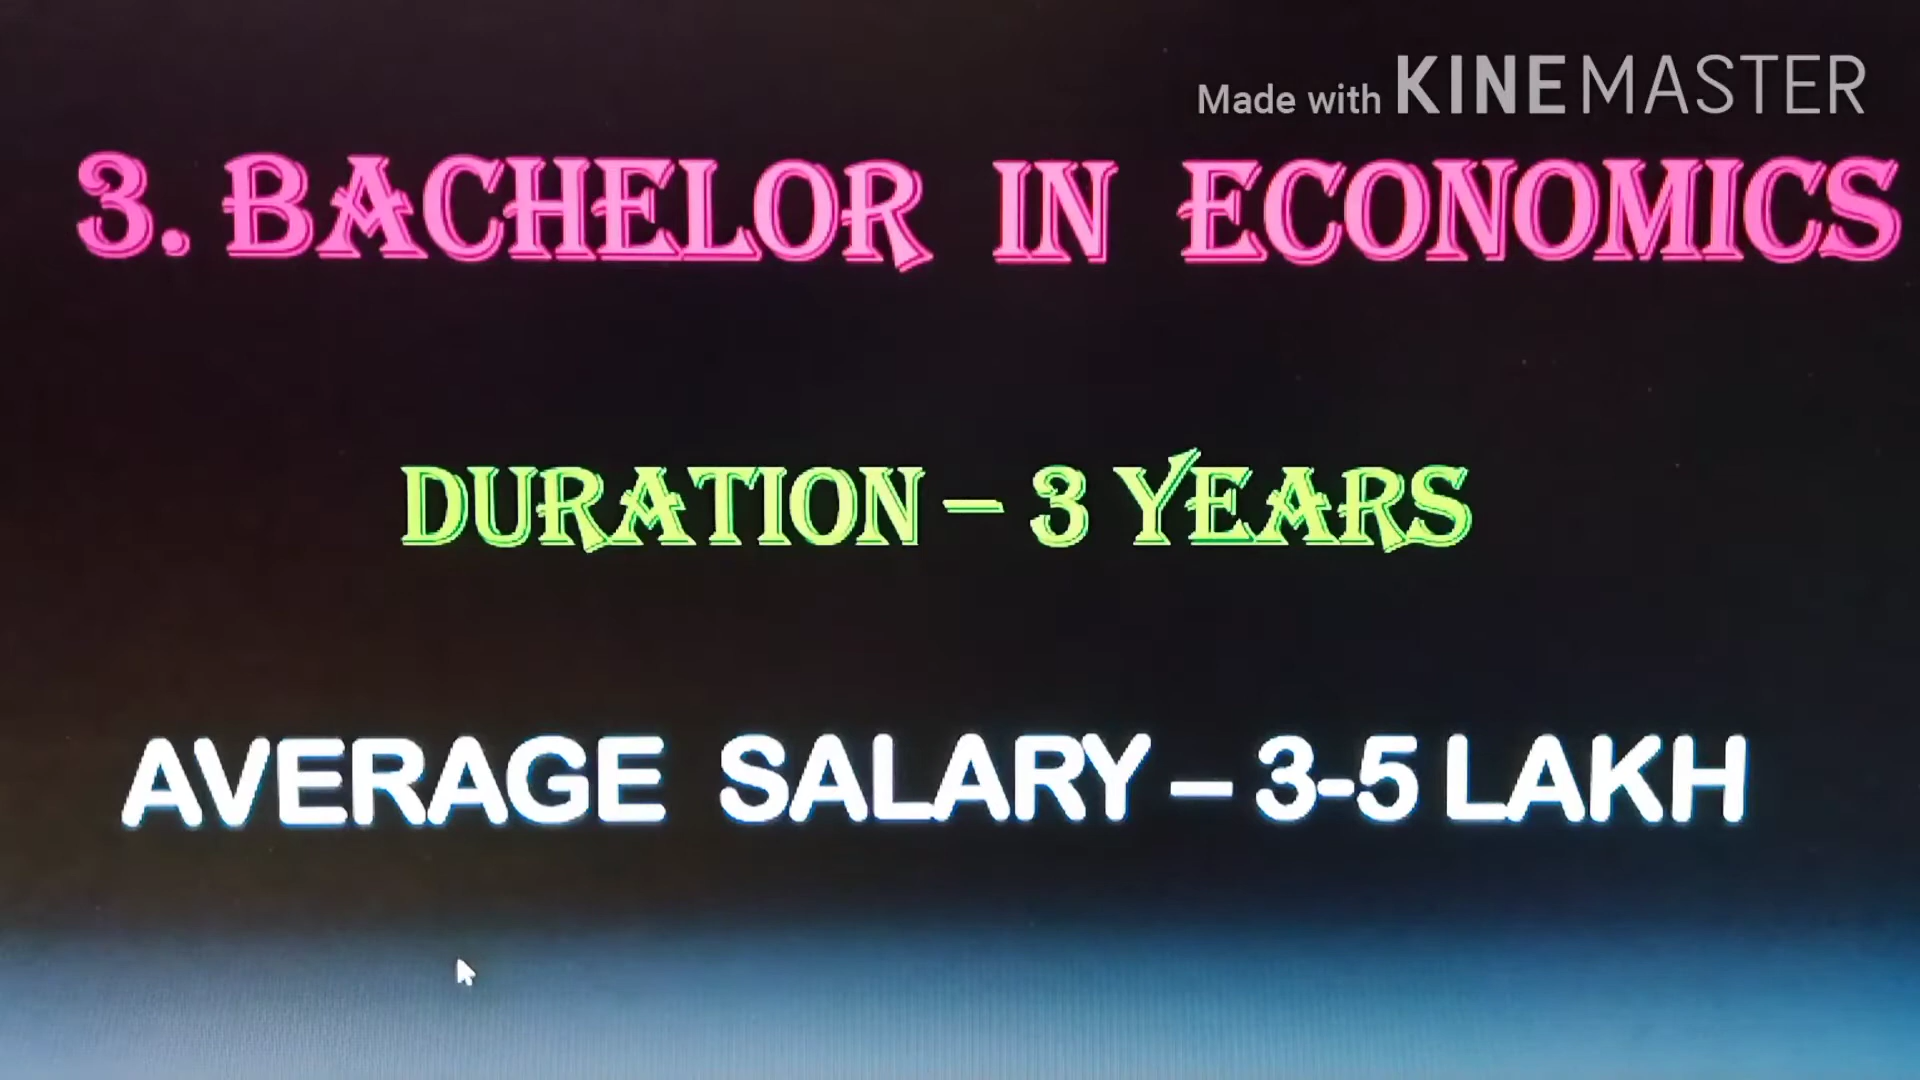 Made with KINEMASTER
3. BACHELOR IN ECONOMICS
DURATION – 3 YEARS
AVERAGE SALARY – 3-5 LAKH